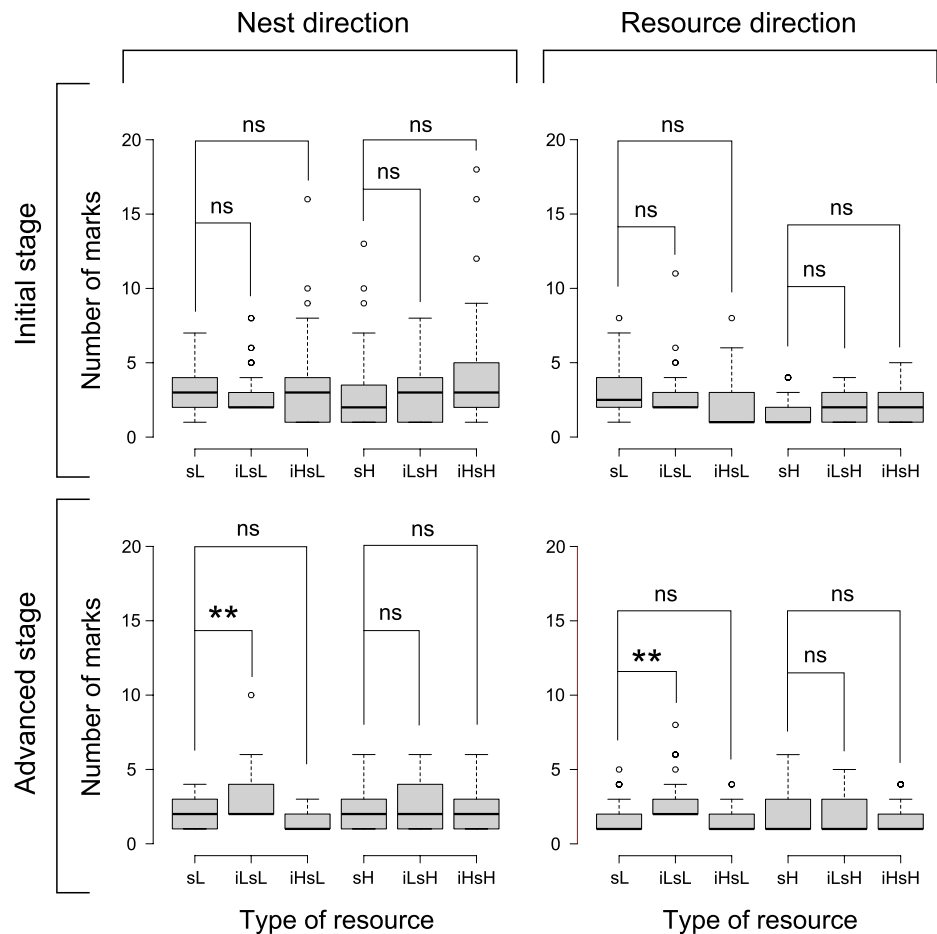 Nest direction
Resource direction
Initial stage
Number of marks
20
15
10
5
0
ns
ns
ns
ns
sL iLsL iHsL sH iLsH iHsH
20
15
10
5
0
ns
ns
ns
ns
sL iLsL iHsL sH iLsH iHsH
Advanced stage
Number of marks
20
15
10
5
0
ns
**
ns
ns
sL iLsL iHsL sH iLsH iHsH
Type of resource
20
15
10
5
0
ns
**
ns
ns
sL iLsL iHsL sH iLsH iHsH
Type of resource